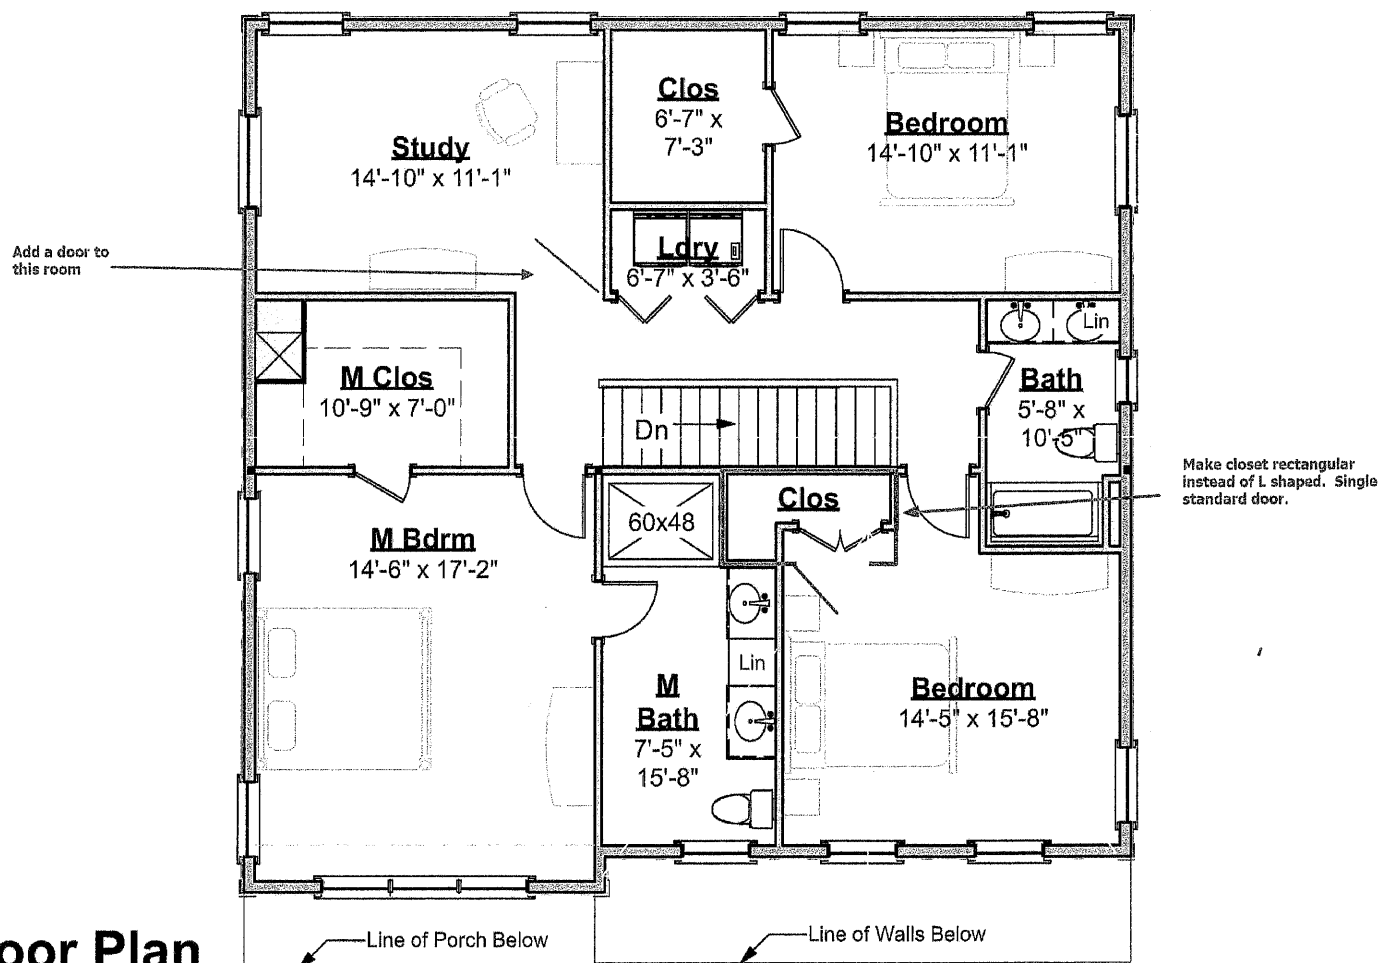 Clos
6'-7" x
7'-3"
Bedroom
14'-10" x 11'-1"
Study
14'-10" x 11'-1"
Add a door to
this room
Ldry
6'-7" x 3'-6"
Lin
M Clos
10'-9" x 7'-0"
Bath
5'-8" x
10'-5"
Dn
Make closet rectangular
instead of L shaped. Single
standard door.
Clos
60x48
M Bdrm
14'-6" x 17'-2"
Lin
M
Bath
7'-5" x
15'-8"
Bedroom
14'-5" x 15'-8"
oor Plan
Line of Porch Below
Line of Walls Below